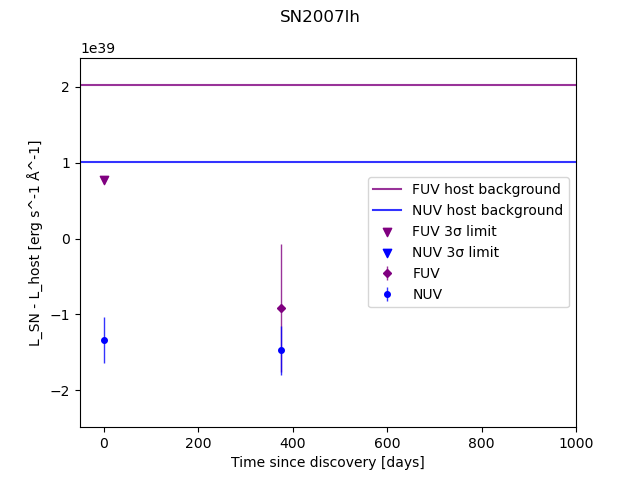 SN2007lh
1e39
2
1
0
−1
−2
L_SN - L_host [erg s^-1 Å^-1]
FUV host background
NUV host background
FUV 3σ limit
NUV 3σ limit
FUV
NUV
0 200 400 600 800 1000
Time since discovery [days]